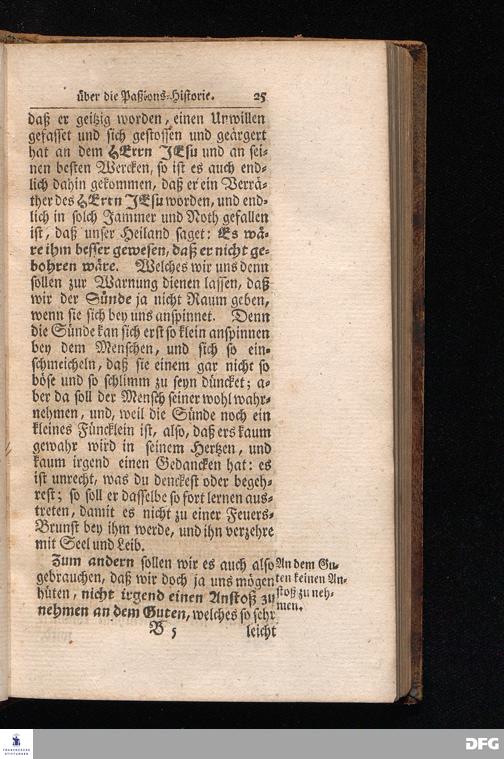 über die Paßions-Historie. 25
daß er geitzig worden, einen Unwillen
gefasset und sich gestossen und geärgert
hat an dem HErrn JEsu und an sei-
nen besten Wercken, so ist es auch end-
lich dahin gekommen, daß er ein Verrä-
ther des HErrn JEsu worden, und end-
lich in solch Jammer und Noth gefallen
ist, daß unser Heiland saget: Es wä-
re ihm besser gewesen, daß er nicht ge-
bohren wäre. Welches wir uns denn
sollen zur Warnung dienen lassen, daß
wir der Sünde ja nicht Raum geben,
wenn sie sich bey uns anspinnet. Denn
die Sünde kan sich erst so klein anspinnen
bey dem Menschen, und sich so ein-
schmeicheln, daß sie einem gar nicht so
böse und so schlimm zu seyn düncket; a-
ber da soll der Mensch seiner wohl wahr-
nehmen, und, weil die Sünde noch ein
kleines Füncklein ist, also, daß ers kaum
gewahr wird in seinem Hertzen, und
kaum irgend einen Gedancken hat: es
ist unrecht, was du denckest oder begeh-
rest; so soll er dasselbe so fort lernen aus-
treten, damit es nicht zu einer Feuers-
Brunst bey ihm werde, und ihn verzehre
mit Seel und Leib.
Zum andern sollen wir es auch also
gebrauchen, daß wir doch ja uns mögen
hüten, nicht irgend einen Anstoß zu
nehmen an dem Guten, welches so sehr
An dem Gu-
ten keinen An-
stoß zu neh-
men.
B 5 leicht
FRANCKESCHE
STIFTUNGEN
DFG